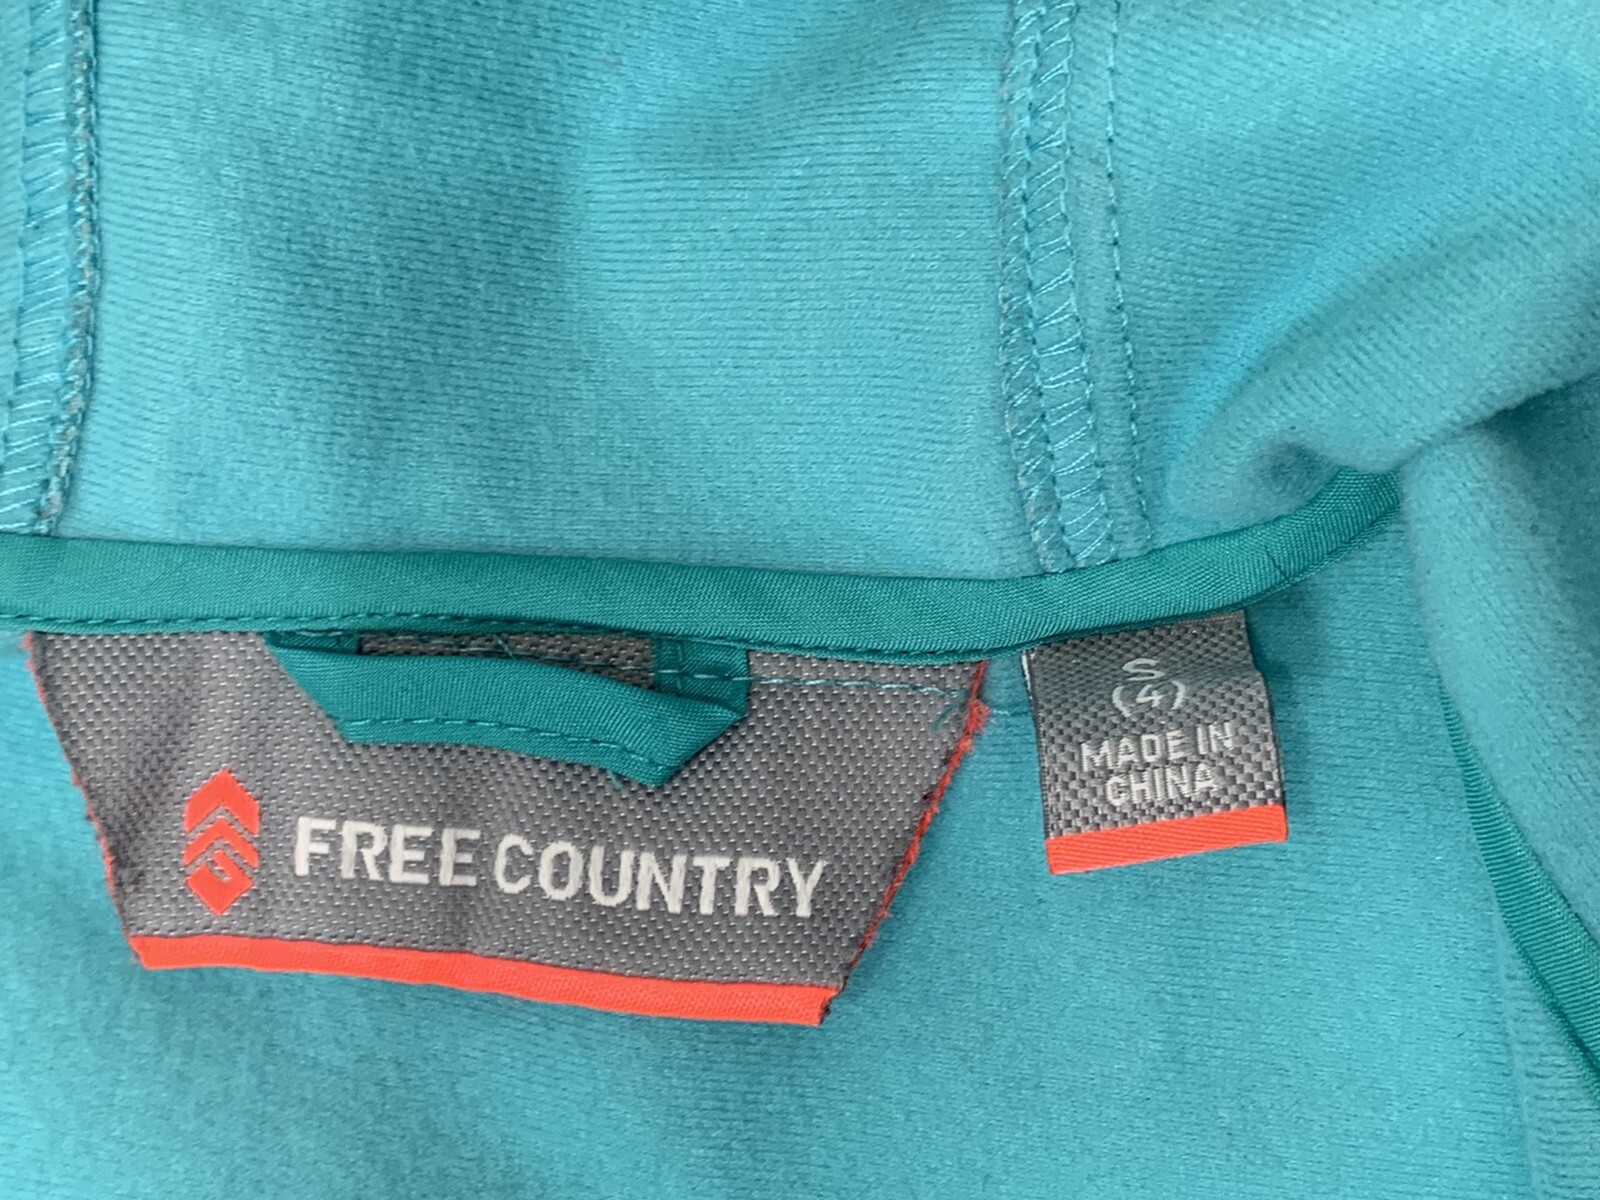 FREE COUNTRY
S
(4)
MADE IN
CHINA